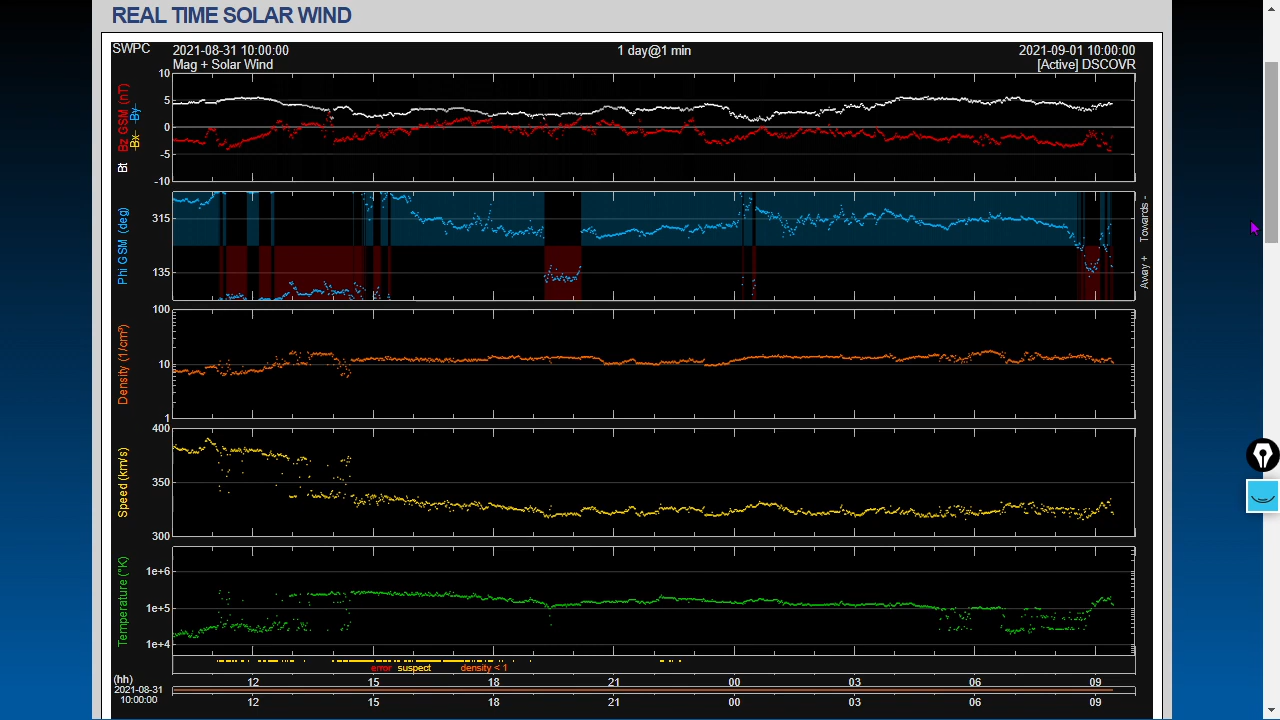 REAL TIME SOLAR WIND
SWPC 2021-08-31 10:00:00 1 day@1 min 2021-09-01 10:00:00
Mag + Solar Wind [Active] DSCOVR
Bt Bz GSM (nT)
-Bx- -By-
10
5
0
-5
-10
Phi GSM (deg)
315
135
Away + Towards -
Density (1/cm³)
100
10
1
Speed (km/s)
400
350
300
Temperature (°K)
1e+6
1e+5
1e+4
error suspect density < 1
(hh) 12 15 18 21 00 03 06 09
2021-08-31
10:00:00 12 15 18 21 00 03 06 09